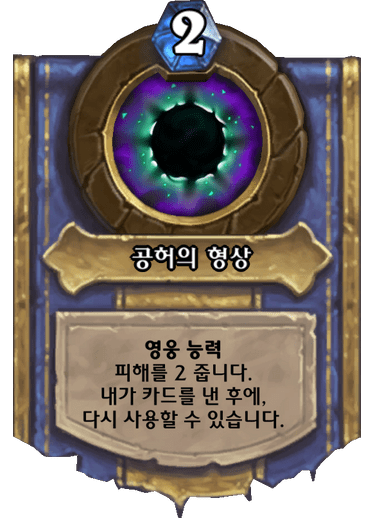 2
공허의 형상
영웅 능력
피해를 2 줍니다.
내가 카드를 낸 후에,
다시 사용할 수 있습니다.